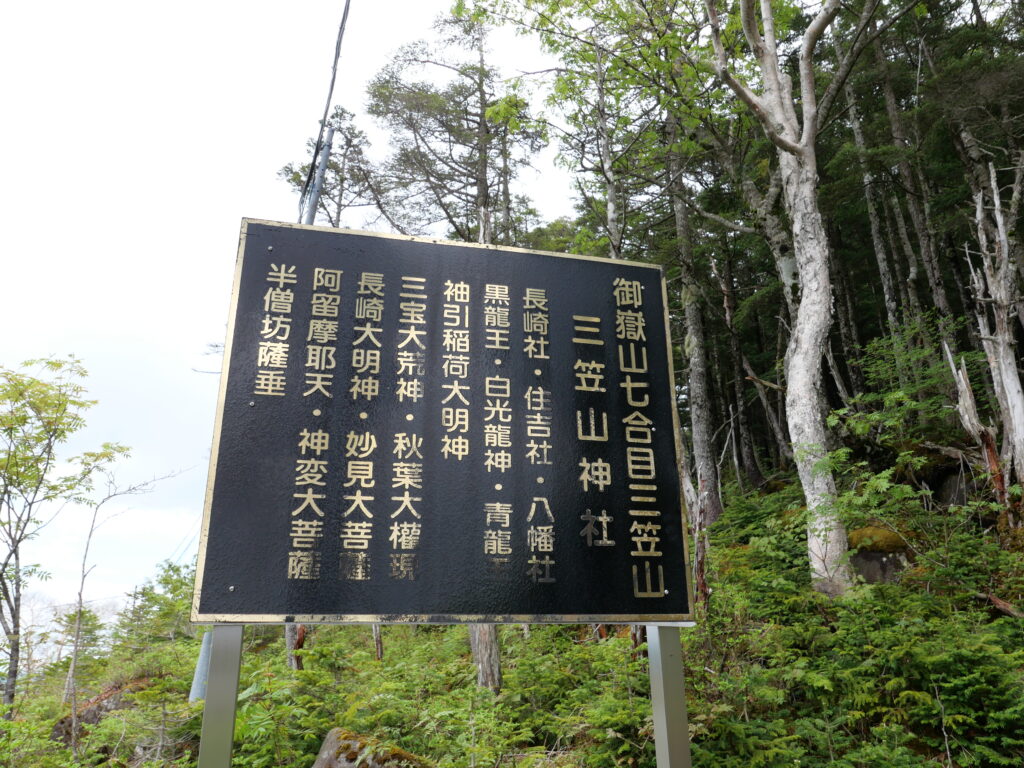 御嶽山七合目三笠山
三笠山神社
長崎社・住吉社・八幡社
黒龍王・白光龍神・青龍王
袖引稲荷大明神
三宝大荒神・秋葉大權現
長崎大明神・妙見大菩薩
阿留摩耶天・神変大菩薩
半僧坊薩埵